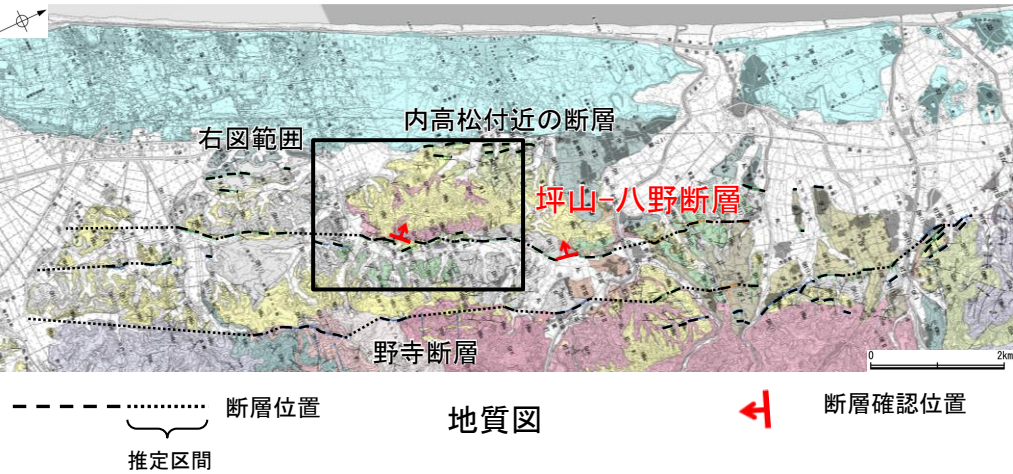 内高松付近の断層
右図範囲
坪山-八野断層
野寺断層
0 2km
断層位置
推定区間
地質図
断層確認位置